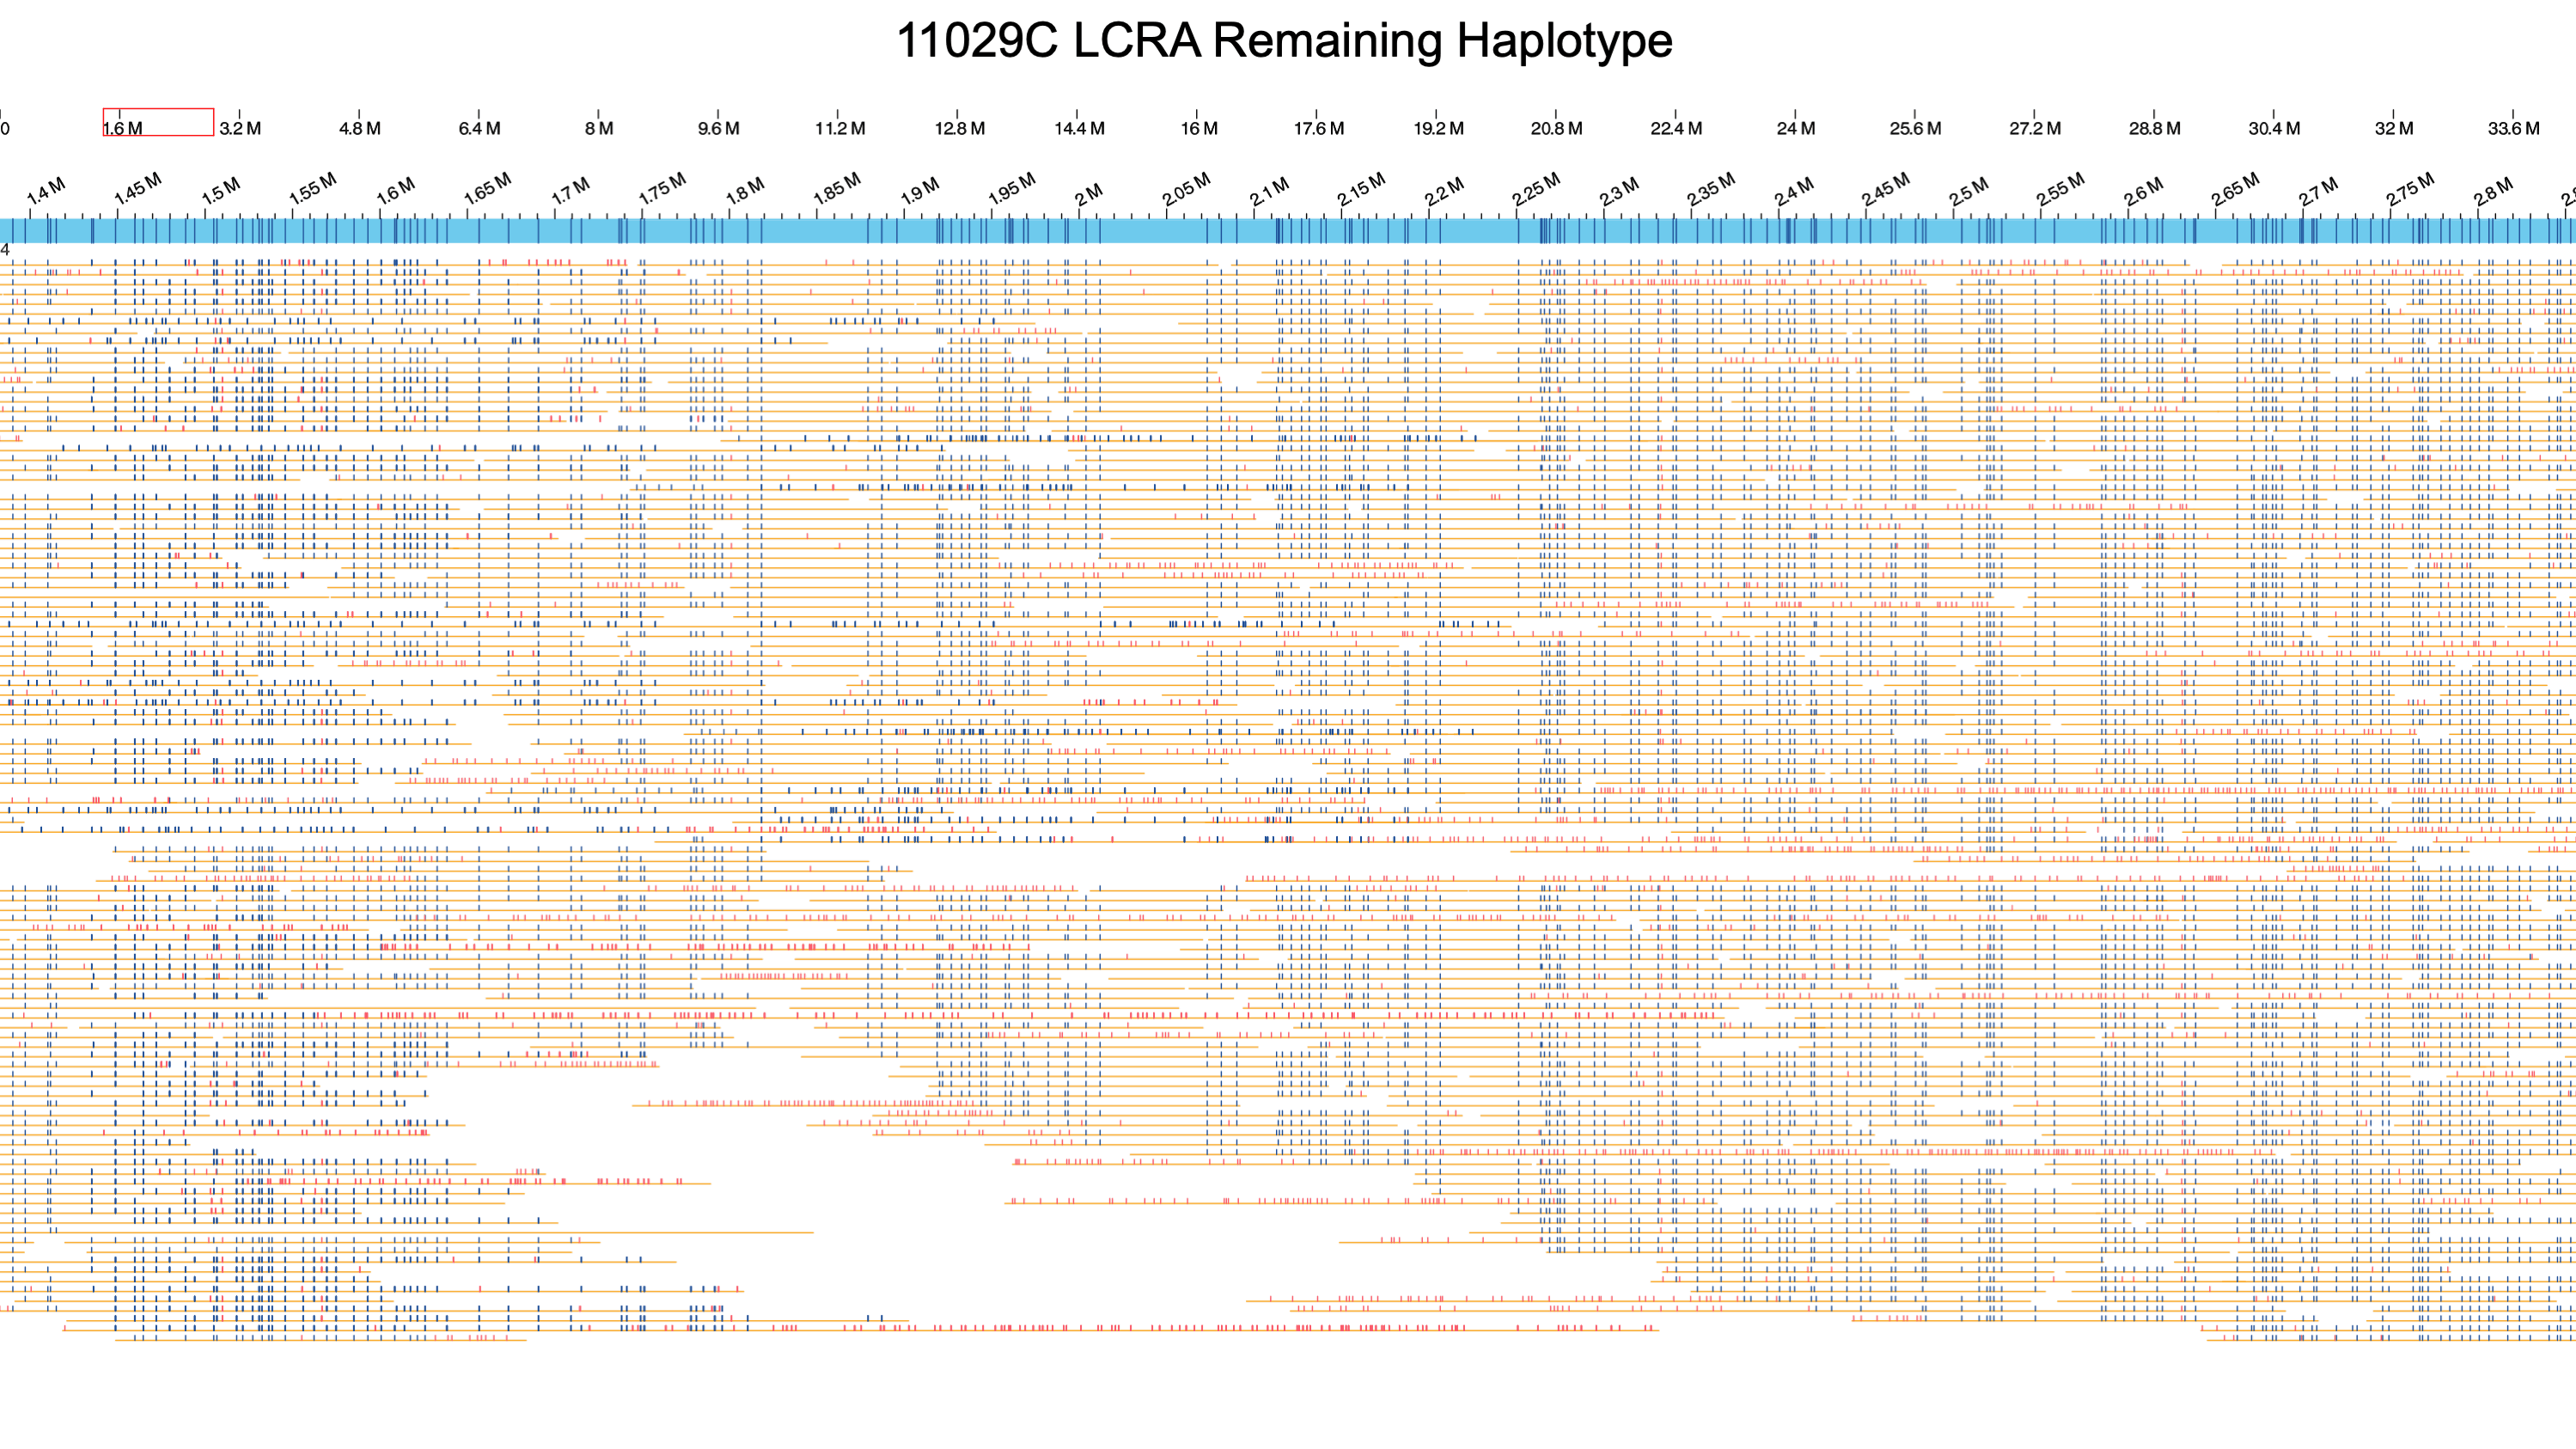 11029C LCRA Remaining Haplotype
0 1.6 M 3.2 M 4.8 M 6.4 M 8 M 9.6 M 11.2 M 12.8 M 14.4 M 16 M 17.6 M 19.2 M 20.8 M 22.4 M 24 M 25.6 M 27.2 M 28.8 M 30.4 M 32 M 33.6 M
1.4 M 1.45 M 1.5 M 1.55 M 1.6 M 1.65 M 1.7 M 1.75 M 1.8 M 1.85 M 1.9 M 1.95 M 2 M 2.05 M 2.1 M 2.15 M 2.2 M 2.25 M 2.3 M 2.35 M 2.4 M 2.45 M 2.5 M 2.55 M 2.6 M 2.65 M 2.7 M 2.75 M 2.8 M
4